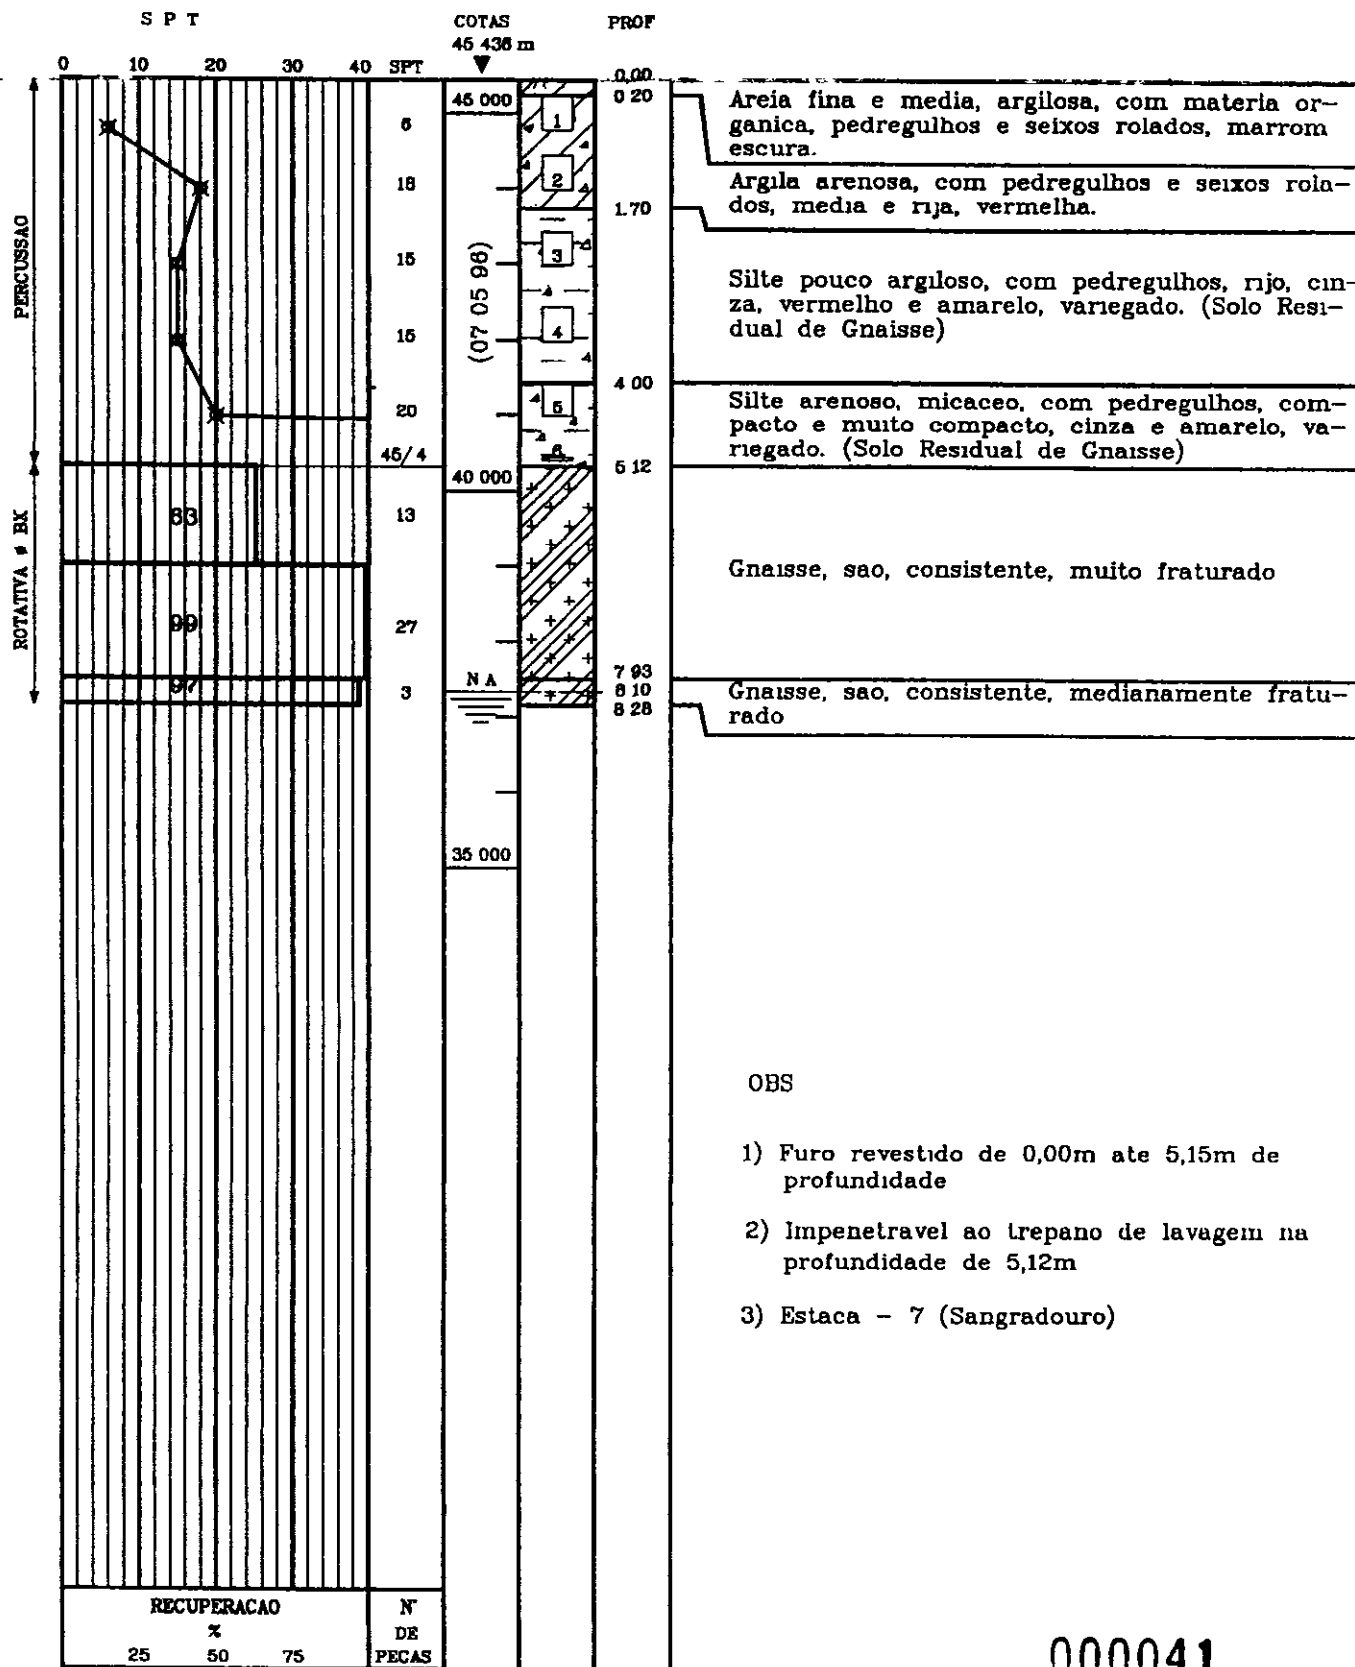 S P T
COTAS
PROF
45 436 m
0 10 20 30 40 SPT
0,00
0 20
45 000
1
6
Areia fina e media, argilosa, com materia or-
ganica, pedregulhos e seixos rolados, marrom
escura.
2
18
1.70
Argila arenosa, com pedregulhos e seixos rola-
dos, media e rija, vermelha.
PERCUSSAO
3
15
(07 05 96)
4
15
Silte pouco argiloso, com pedregulhos, rijo, cin-
za, vermelho e amarelo, variegado. (Solo Resi-
dual de Gnaisse)
4 00
5
20
6
45/4
5 12
Silte arenoso, micaceo, com pedregulhos, com-
pacto e muito compacto, cinza e amarelo, va-
riegado. (Solo Residual de Gnaisse)
40 000
ROTATIVA ø BX
13
99
27
Gnaisse, sao, consistente, muito fraturado
7 93
97
3
N A
8 10
8 28
Gnaisse, sao, consistente, medianamente fratu-
rado
35 000
OBS
1) Furo revestido de 0,00m ate 5,15m de
profundidade
2) Impenetravel ao trepano de lavagem na
profundidade de 5,12m
3) Estaca - 7 (Sangradouro)
RECUPERACAO
%
25 50 75
N°
DE
PECAS
000041